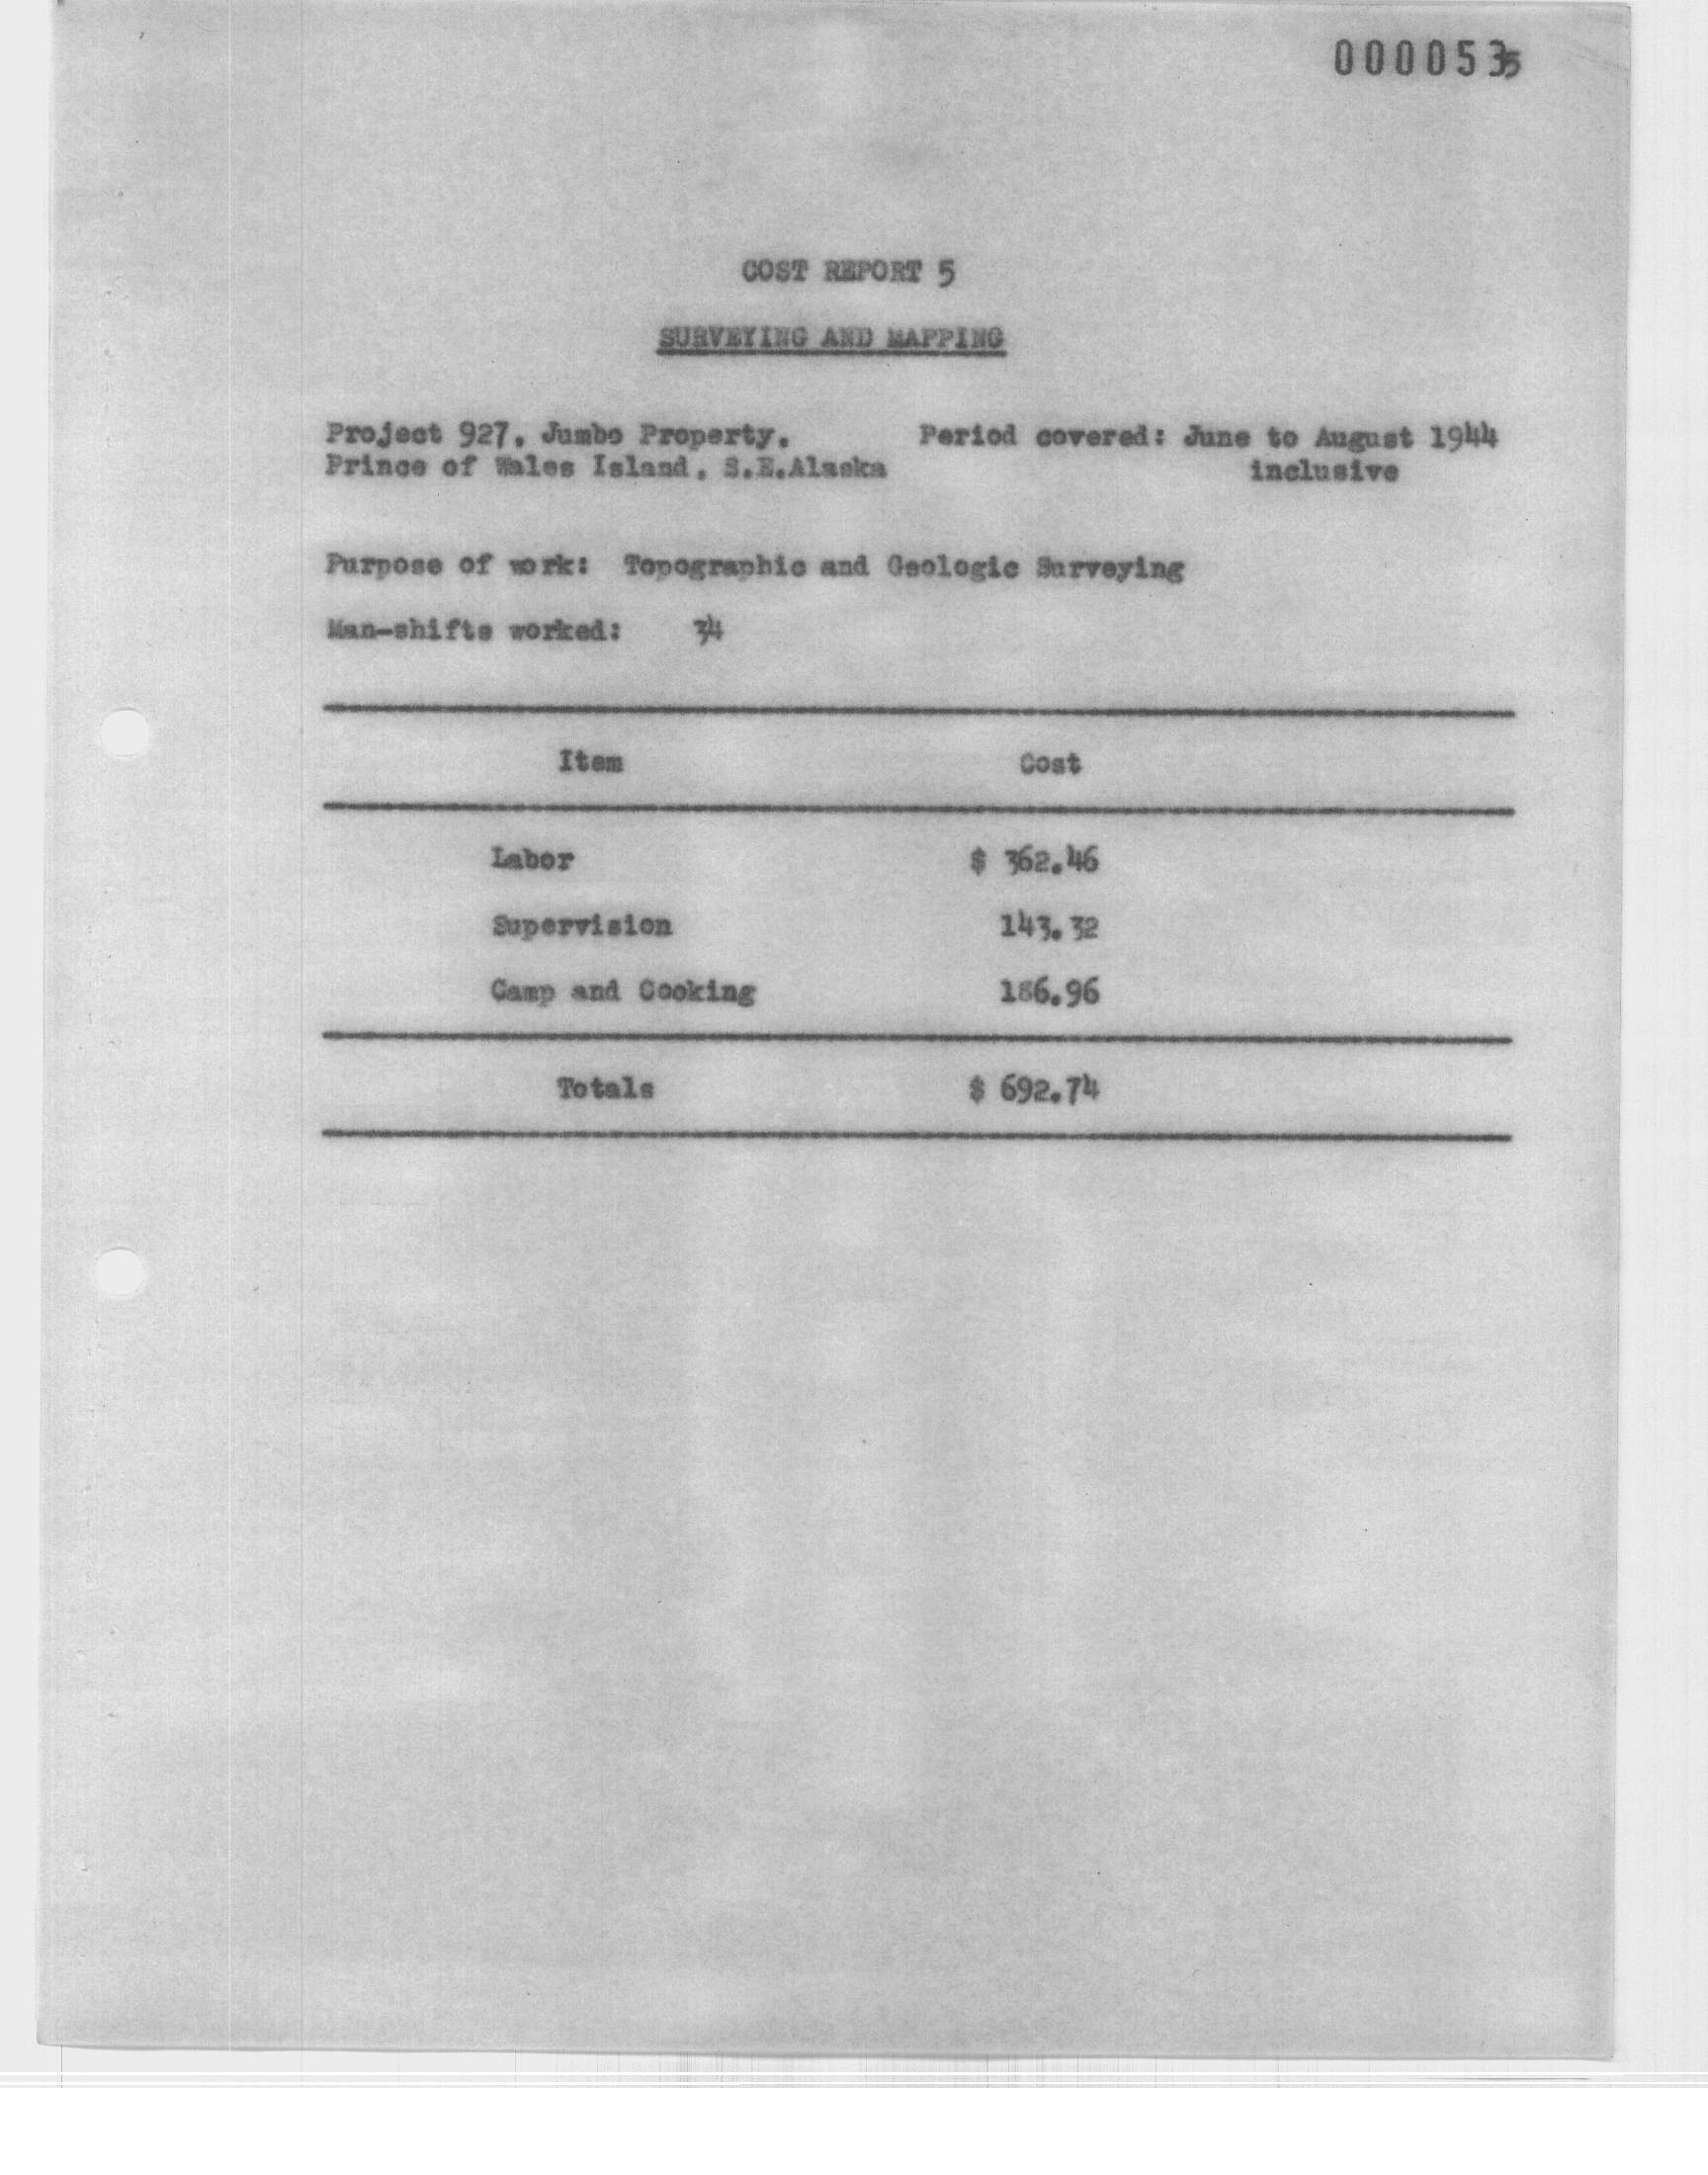 COST REPORT 5
SURVEYING AND MAPPING
Project 927, Jumbo Property, Period covered: June to August 1944
Prince of Wales Island, S.E.Alaska inclusive
Purpose of work: Topographic and Geologic Surveying
Man-shifts worked: 34
Item Cost
Labor $ 362.46
Supervision 143.32
Camp and Cooking 186.96
Totals $ 692.74